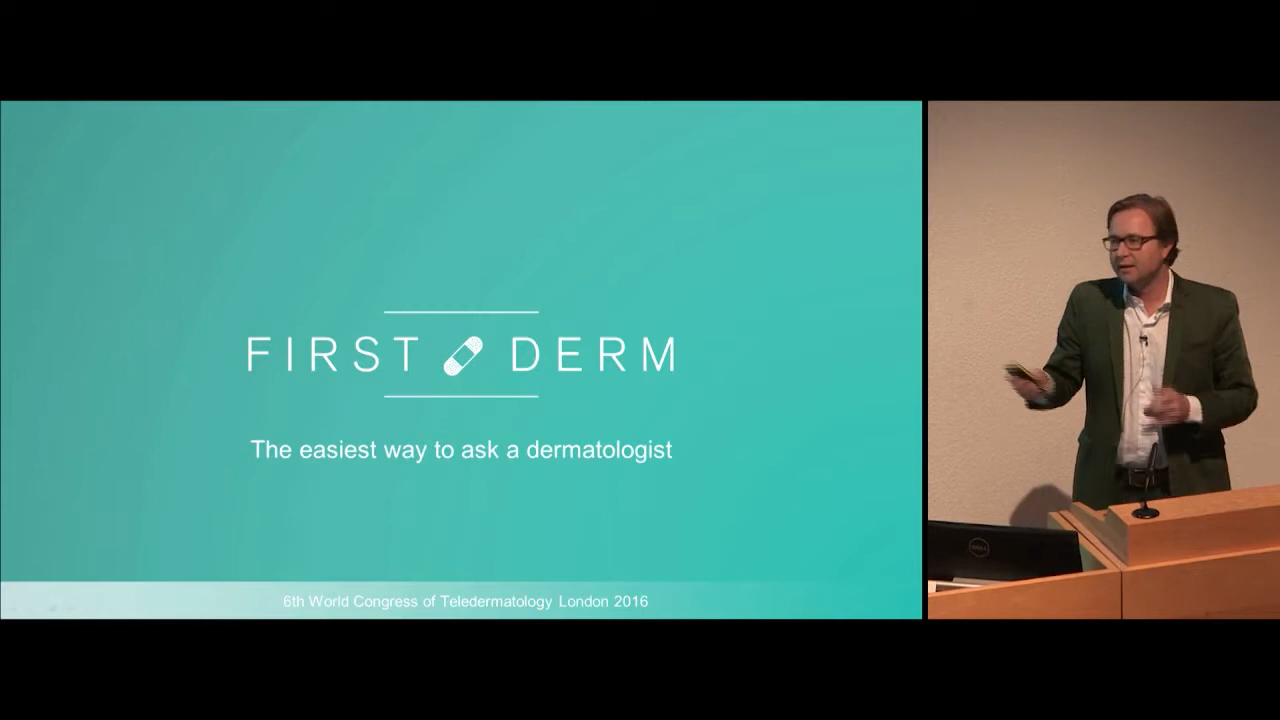 FIRST DERM
The easiest way to ask a dermatologist
6th World Congress of Teledermatology London 2016
DELL